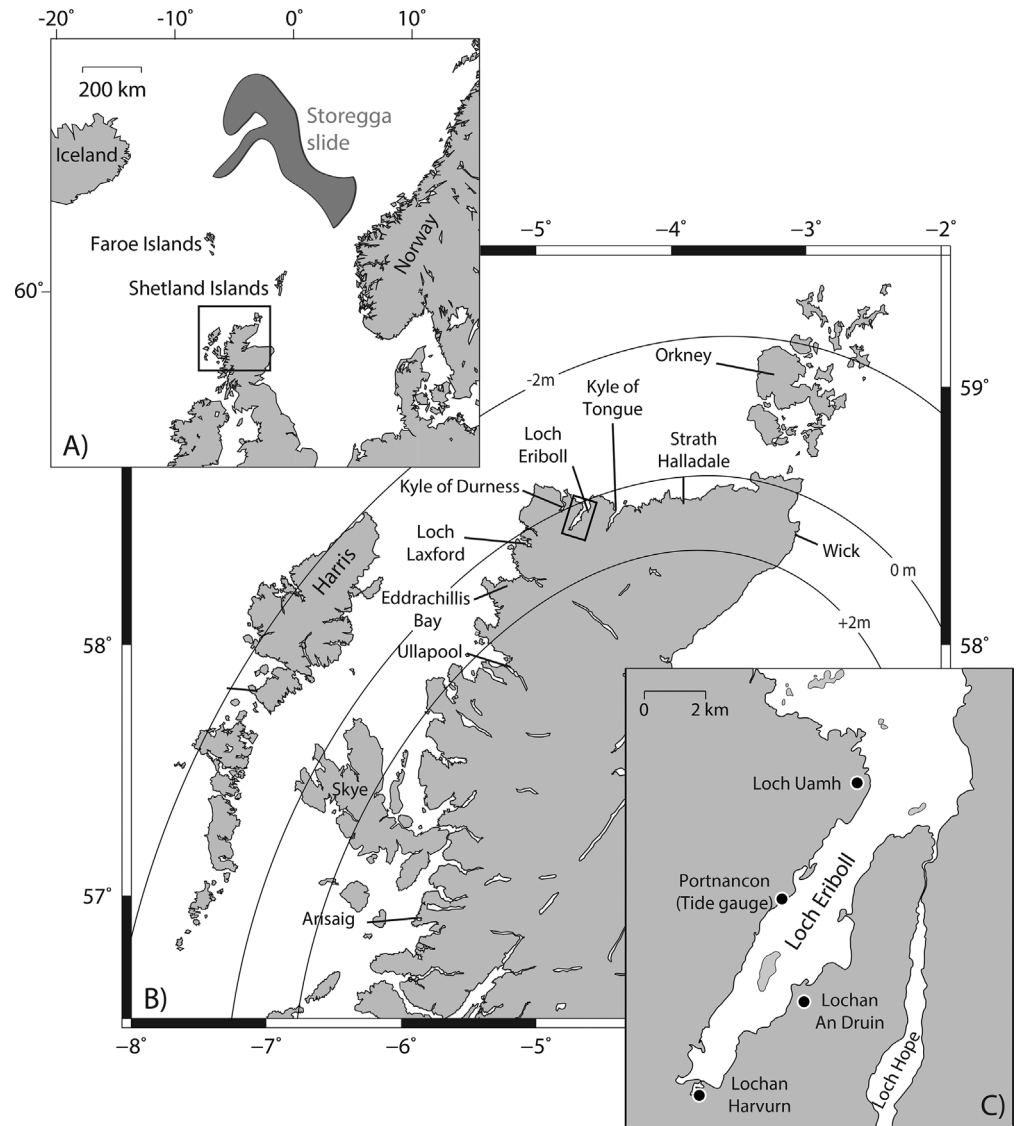 -20˚
-10˚
0˚
10˚
200 km
Storegga
slide
Iceland
Norway
Faroe Islands
Shetland Islands
60˚
A)
−5˚
−4˚
−3˚
−2˚
-2m
Orkney
59˚
Kyle of
Tongue
Loch
Eriboll
Strath
Halladale
Kyle of Durness
Loch
Laxford
Harris
Wick
0 m
Eddrachillis
Bay
+2m
58˚
58˚
Ullapool
Skye
57˚
Arisaig
B)
−8˚
−7˚
−6˚
−5˚
0
2 km
Loch Uamh
Portnancon
(Tide gauge)
Loch Eriboll
Lochan
An Druin
Loch Hope
Lochan
Harvurn
C)